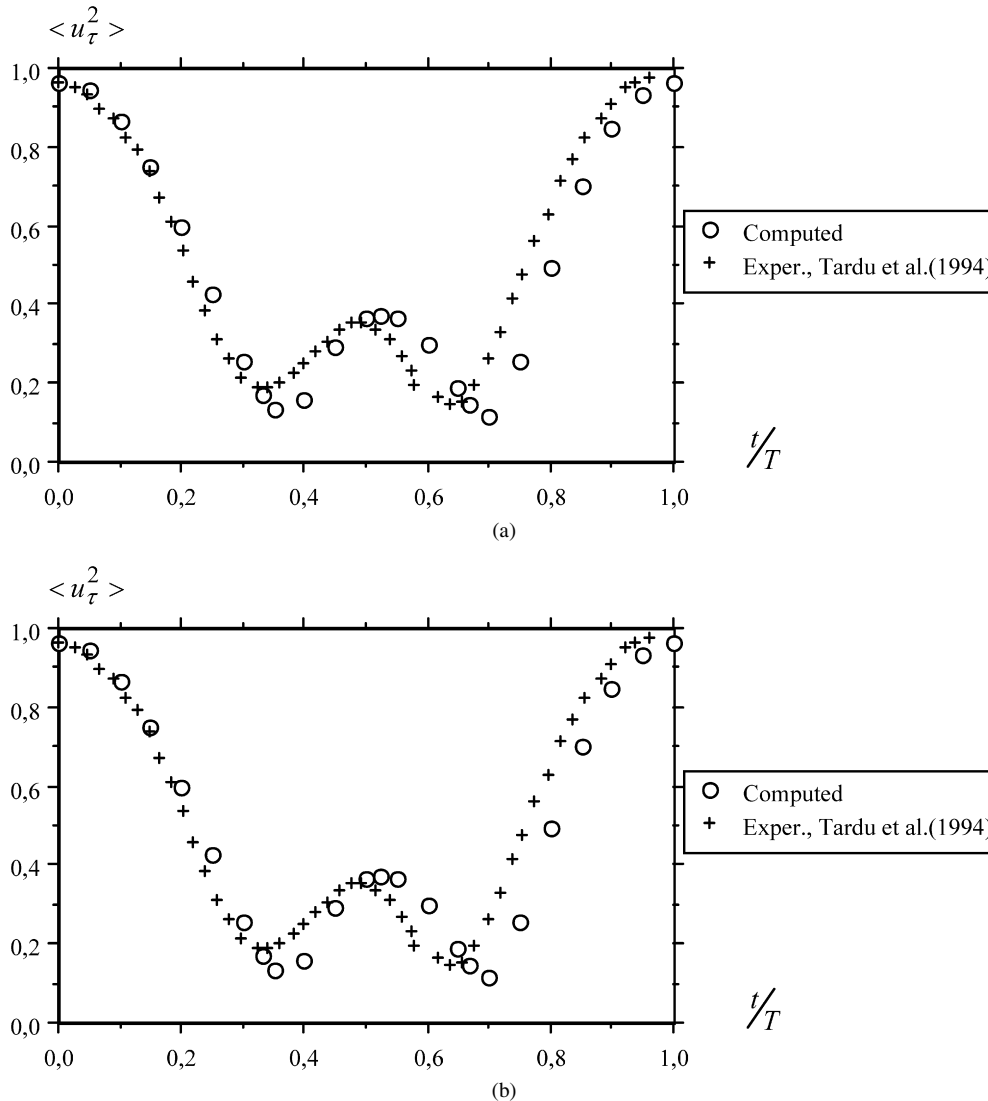 < u_τ^2 >
1,0
0,8
0,6
0,4
0,2
0,0
0,0 0,2 0,4 0,6 0,8 1,0
Computed
Exper., Tardu et al.(1994)
t/T
(a)
< u_τ^2 >
1,0
0,8
0,6
0,4
0,2
0,0
0,0 0,2 0,4 0,6 0,8 1,0
Computed
Exper., Tardu et al.(1994)
t/T
(b)